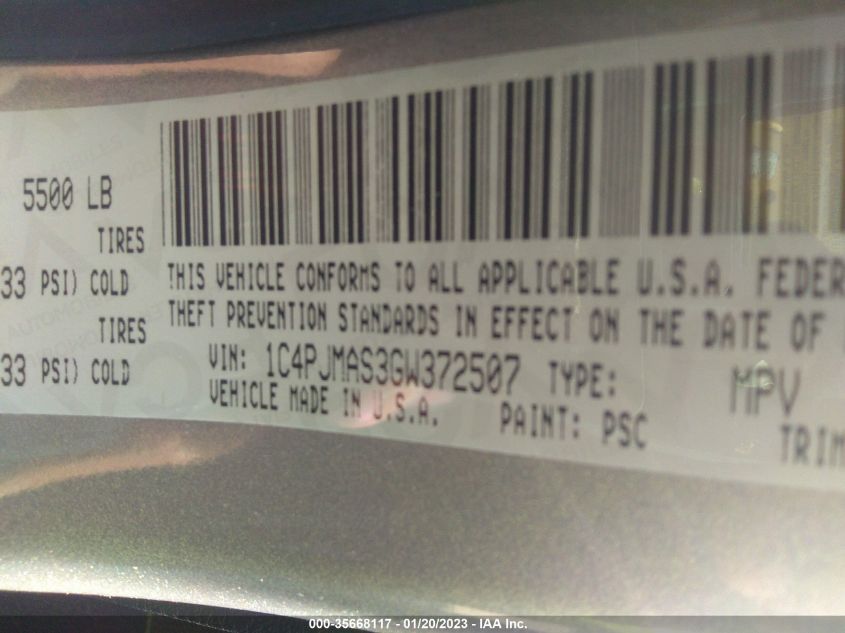 5500 LB
TIRES
33 PSI) COLD
TIRES
33 PSI) COLD
THIS VEHICLE CONFORMS TO ALL APPLICABLE U.S.A. FEDER
THEFT PREVENTION STANDARDS IN EFFECT ON THE DATE OF
VIN: 1C4PJMAS3GW372507 TYPE: MPV
VEHICLE MADE IN U.S.A. PAINT: PSC TRIM
000-35668117 - 01/20/2023 - IAA Inc.